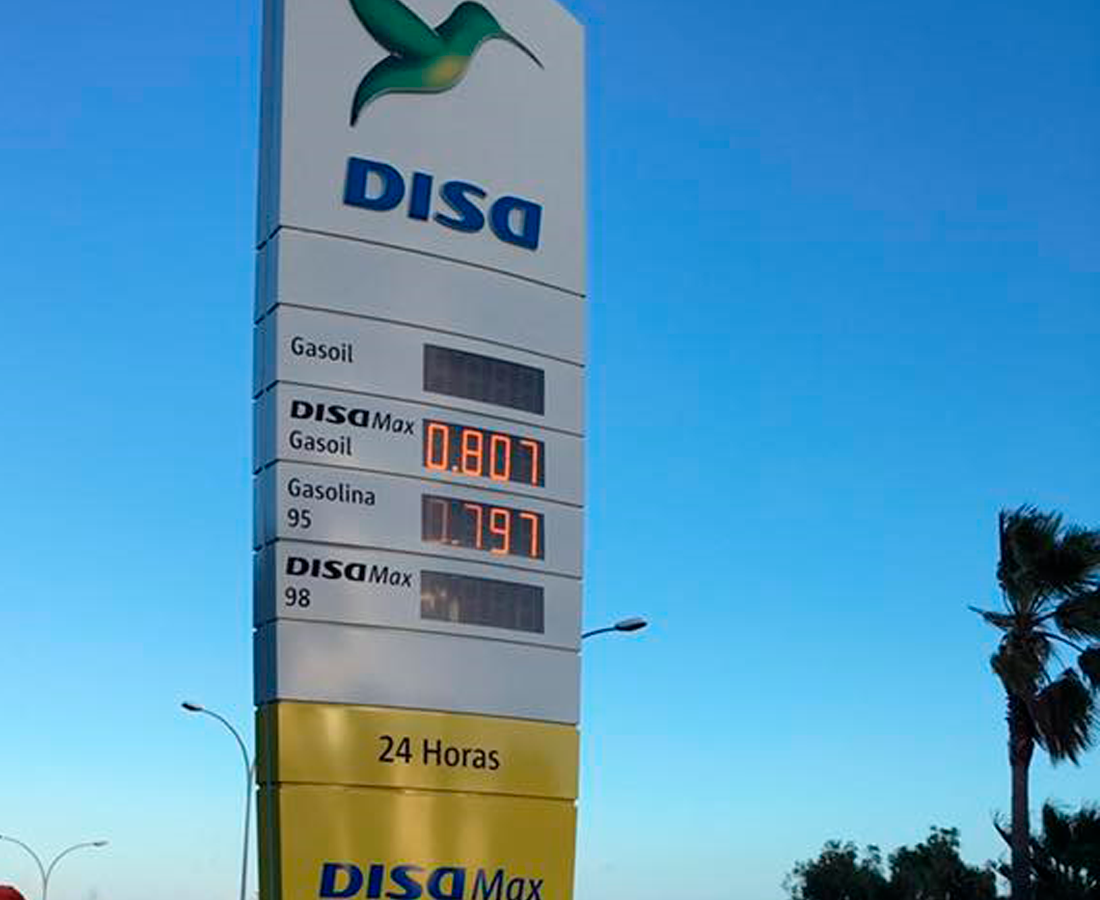 DISA
Gasoil
DISA Max
Gasoil
0.807
Gasolina
95
.797
DISA Max
98
24 Horas
DISA Max